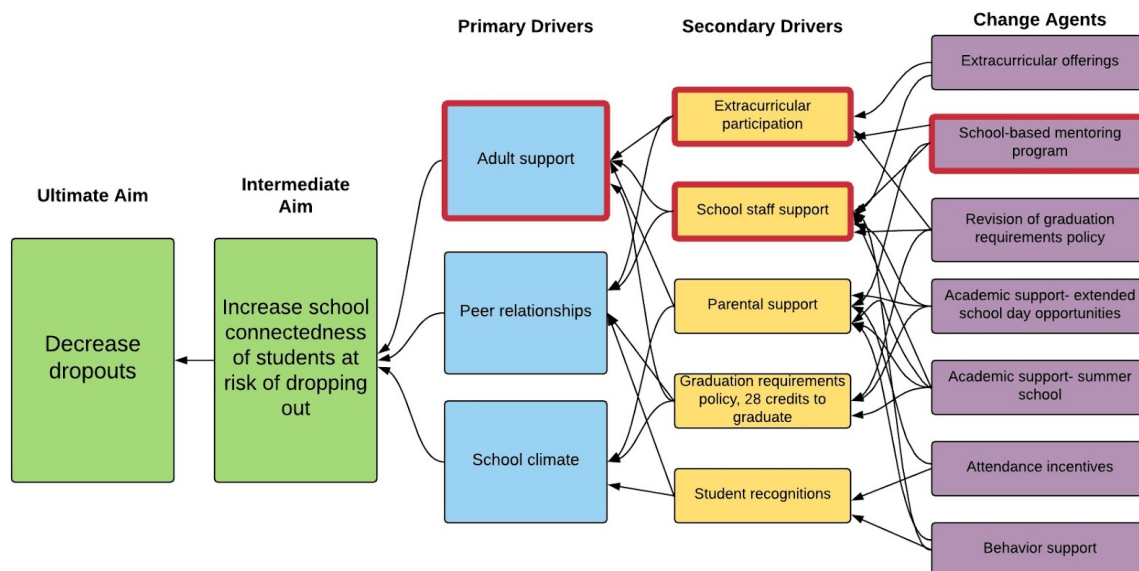 Ultimate Aim
Decrease
dropouts
Intermediate
Aim
Increase school
connectedness
of students at
risk of dropping
out
Primary Drivers
Adult support
Peer relationships
School climate
Secondary Drivers
Extracurricular
participation
School staff support
Parental support
Graduation requirements
policy, 28 credits to
graduate
Student recognitions
Change Agents
Extracurricular offerings
School-based mentoring
program
Revision of graduation
requirements policy
Academic support- extended
school day opportunities
Academic support- summer
school
Attendance incentives
Behavior support